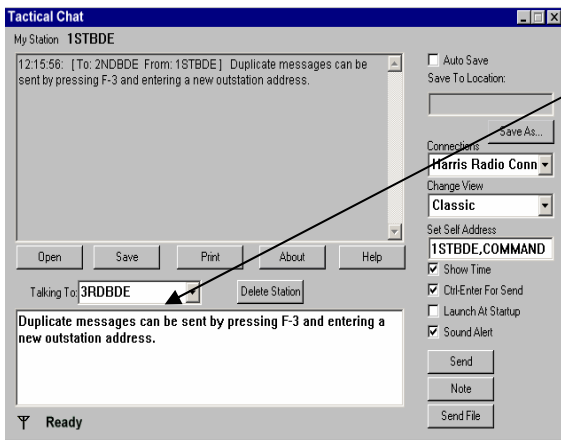 Tactical Chat
My Station 1STBDE
12:15:56: [To: 2NDBDE From: 1STBDE] Duplicate messages can be
sent by pressing F-3 and entering a new outstation address.
Auto Save
Save To Location:
Save As...
Connections
Harris Radio Conn
Change View
Classic
Set Self Address
1STBDE,COMMAND
Show Time
Ctrl-Enter For Send
Launch At Startup
Sound Alert
Open Save Print About Help
Talking To: 3RDBDE Delete Station
Duplicate messages can be sent by pressing F-3 and entering a
new outstation address.
Send
Note
Send File
Ready